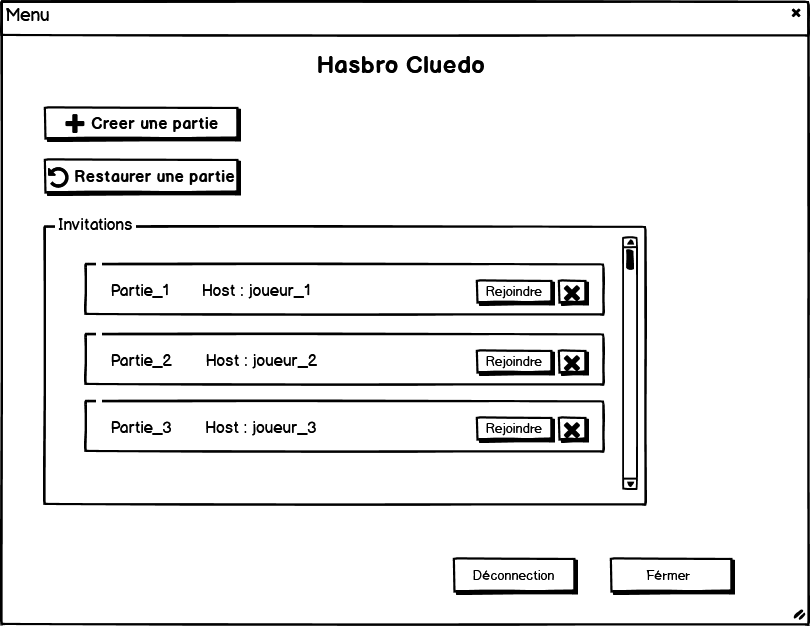 Menu
Hasbro Cluedo
Creer une partie
Restaurer une partie
Invitations
Partie_1 Host : joueur_1 Rejoindre
Partie_2 Host : joueur_2 Rejoindre
Partie_3 Host : joueur_3 Rejoindre
Déconnection Férmer